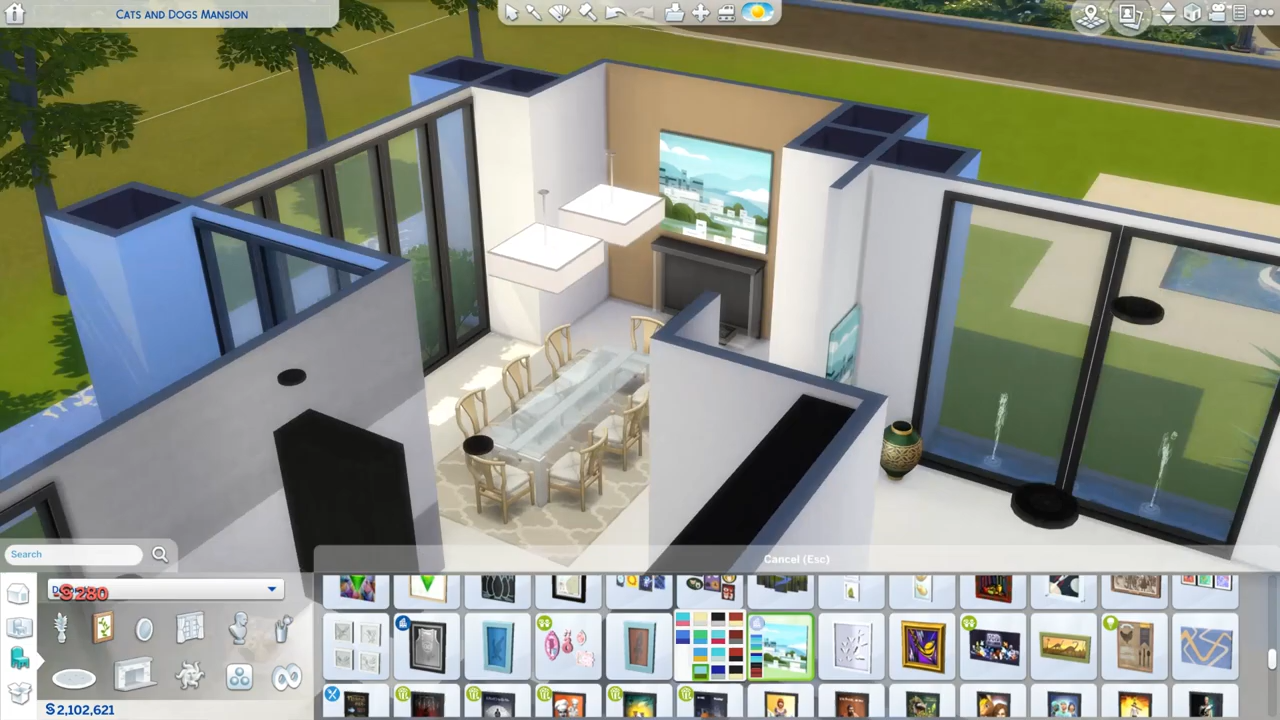 CATS AND DOGS MANSION
Cancel (Esc)
Search
§280
§2,102,621